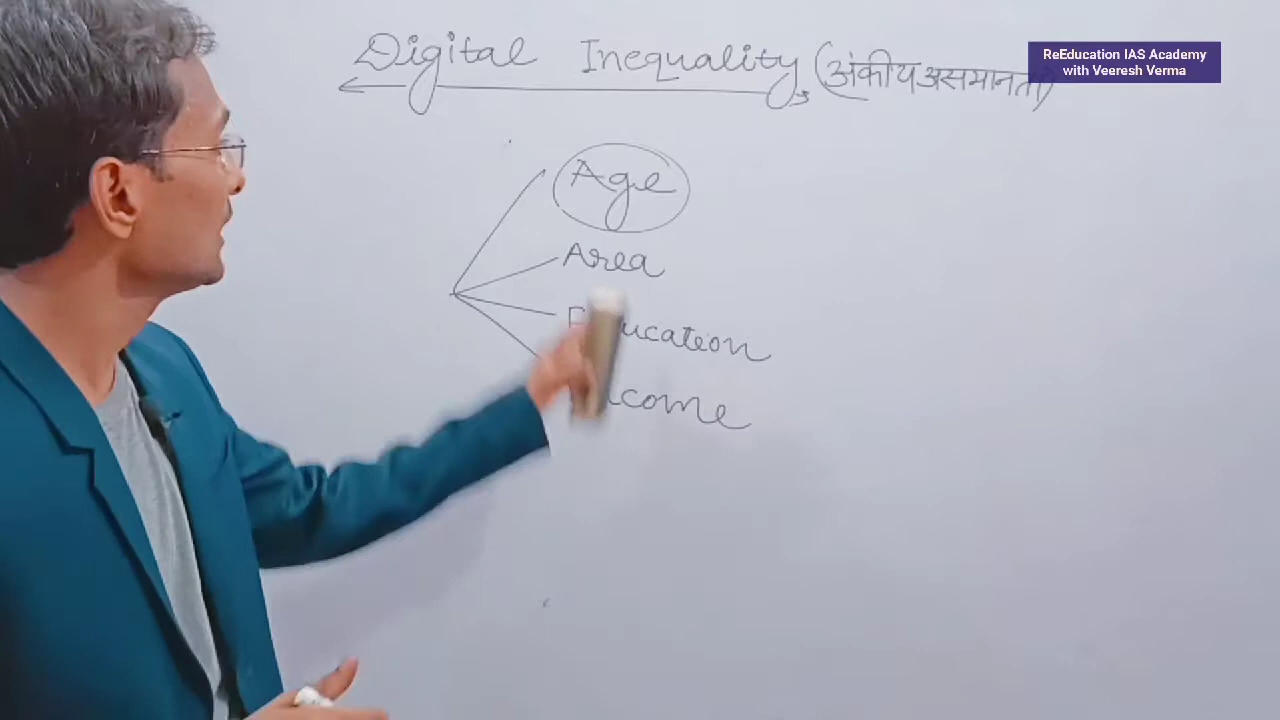 Digital Inequality (अंकीय असमानता)
ReEducation IAS Academy
with Veeresh Verma
Age
Area
Education
Income